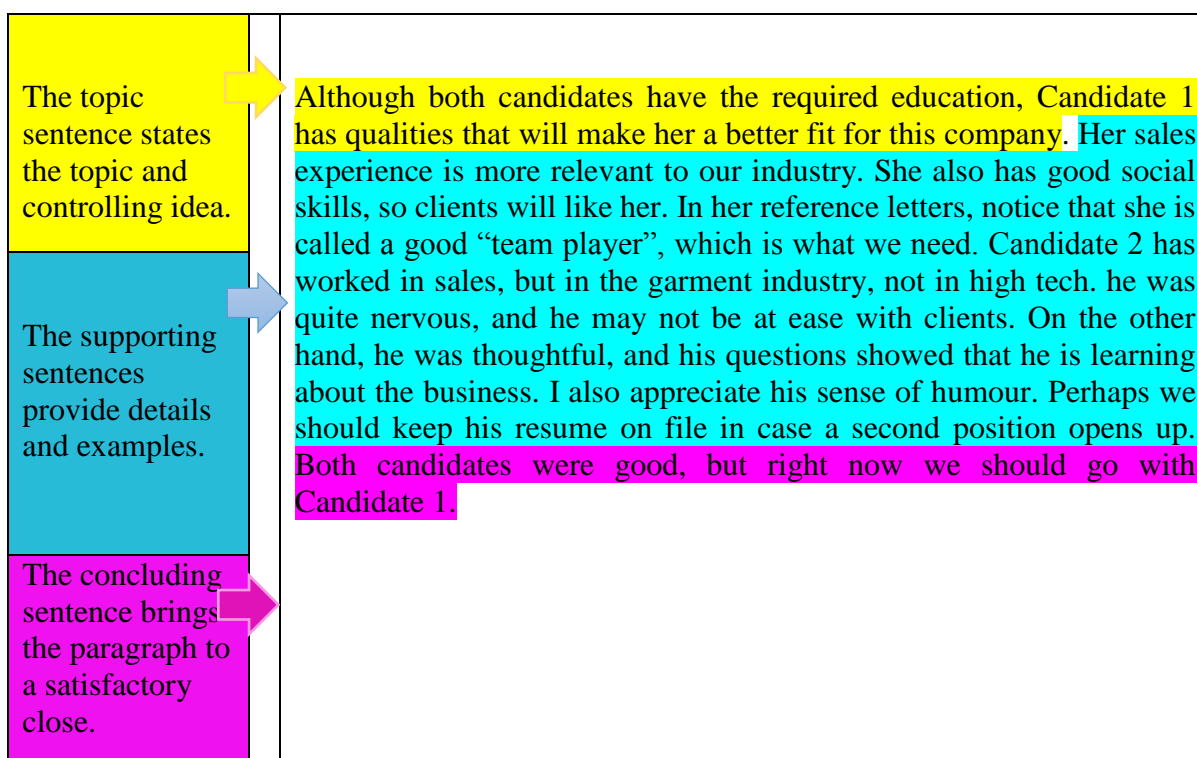 The topic
sentence states
the topic and
controlling idea.
The supporting
sentences
provide details
and examples.
The concluding
sentence brings
the paragraph to
a satisfactory
close.
Although both candidates have the required education, Candidate 1
has qualities that will make her a better fit for this company. Her sales
experience is more relevant to our industry. She also has good social
skills, so clients will like her. In her reference letters, notice that she is
called a good “team player”, which is what we need. Candidate 2 has
worked in sales, but in the garment industry, not in high tech. he was
quite nervous, and he may not be at ease with clients. On the other
hand, he was thoughtful, and his questions showed that he is learning
about the business. I also appreciate his sense of humour. Perhaps we
should keep his resume on file in case a second position opens up.
Both candidates were good, but right now we should go with
Candidate 1.